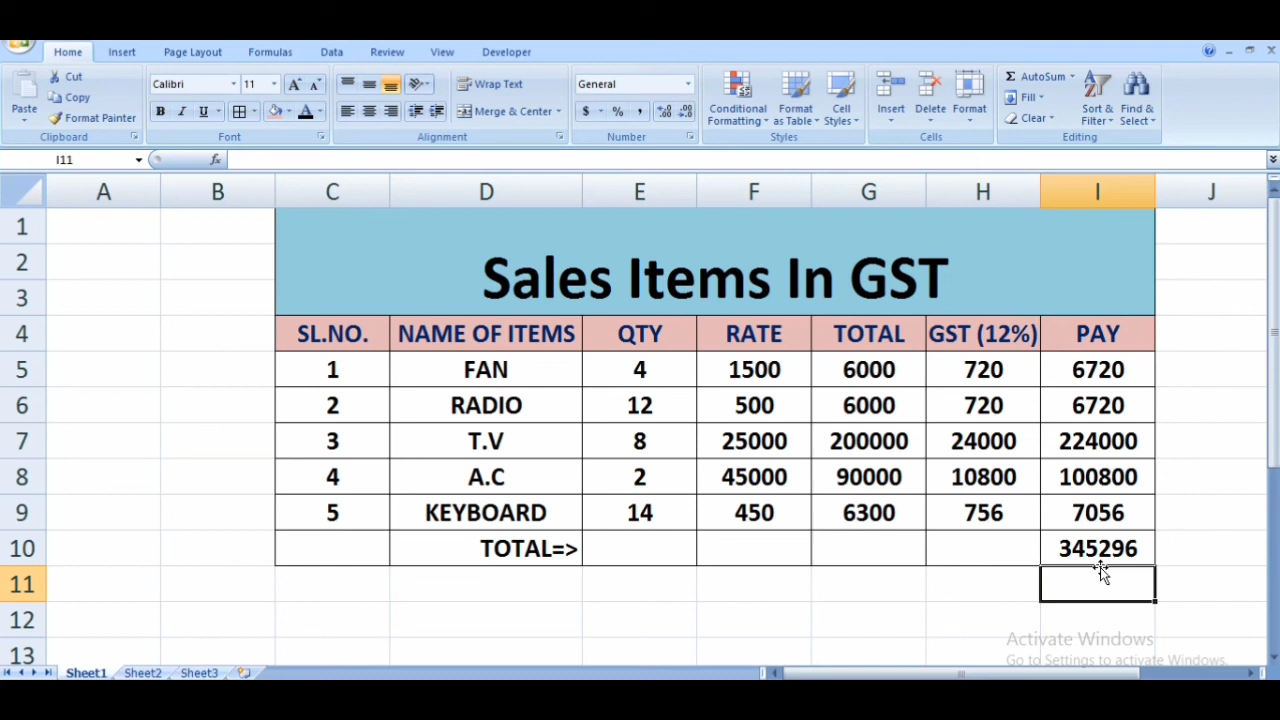 Home Insert Page Layout Formulas Data Review View Developer
Paste Cut Copy Format Painter Clipboard
Calibri 11 B I U A Font
Wrap Text Merge & Center Alignment
General $ % , Number
Conditional Formatting Format as Table Cell Styles Styles
Insert Delete Format Cells
Σ AutoSum Fill Clear Sort & Filter Find & Select Editing
I11 fx
A B C D E F G H I J
1
2
3
Sales Items In GST
4 SL.NO. NAME OF ITEMS QTY RATE TOTAL GST (12%) PAY
5 1 FAN 4 1500 6000 720 6720
6 2 RADIO 12 500 6000 720 6720
7 3 T.V 8 25000 200000 24000 224000
8 4 A.C 2 45000 90000 10800 100800
9 5 KEYBOARD 14 450 6300 756 7056
10 TOTAL=> 345296
11
12
13
Activate Windows
Go to Settings to activate Windows.
Sheet1 Sheet2 Sheet3